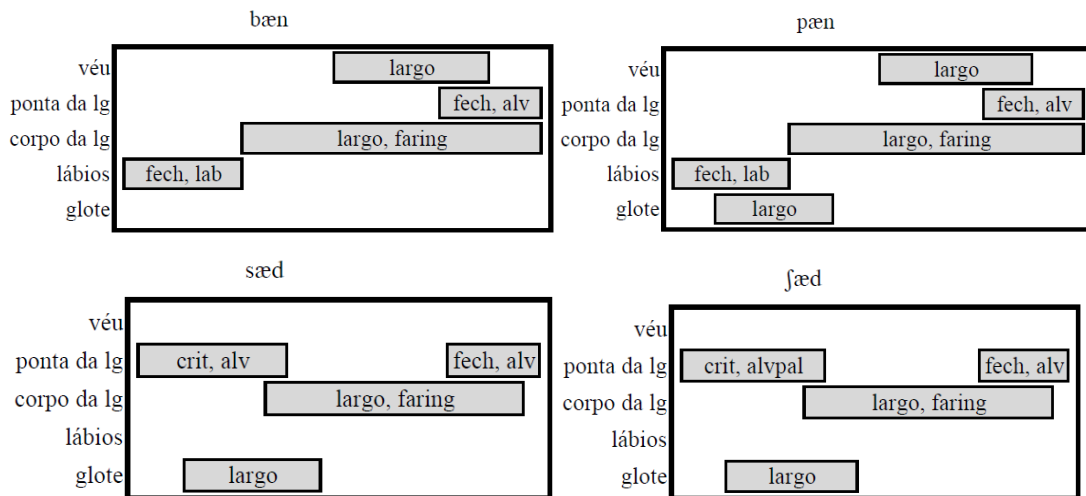 bæn
véu largo
ponta da lg fech, alv
corpo da lg largo, faring
lábios fech, lab
glote
pæn
véu largo
ponta da lg fech, alv
corpo da lg largo, faring
lábios fech, lab
glote largo
sæd
véu
ponta da lg crit, alv fech, alv
corpo da lg largo, faring
lábios
glote largo
ʃæd
véu
ponta da lg crit, alvpal fech, alv
corpo da lg largo, faring
lábios
glote largo